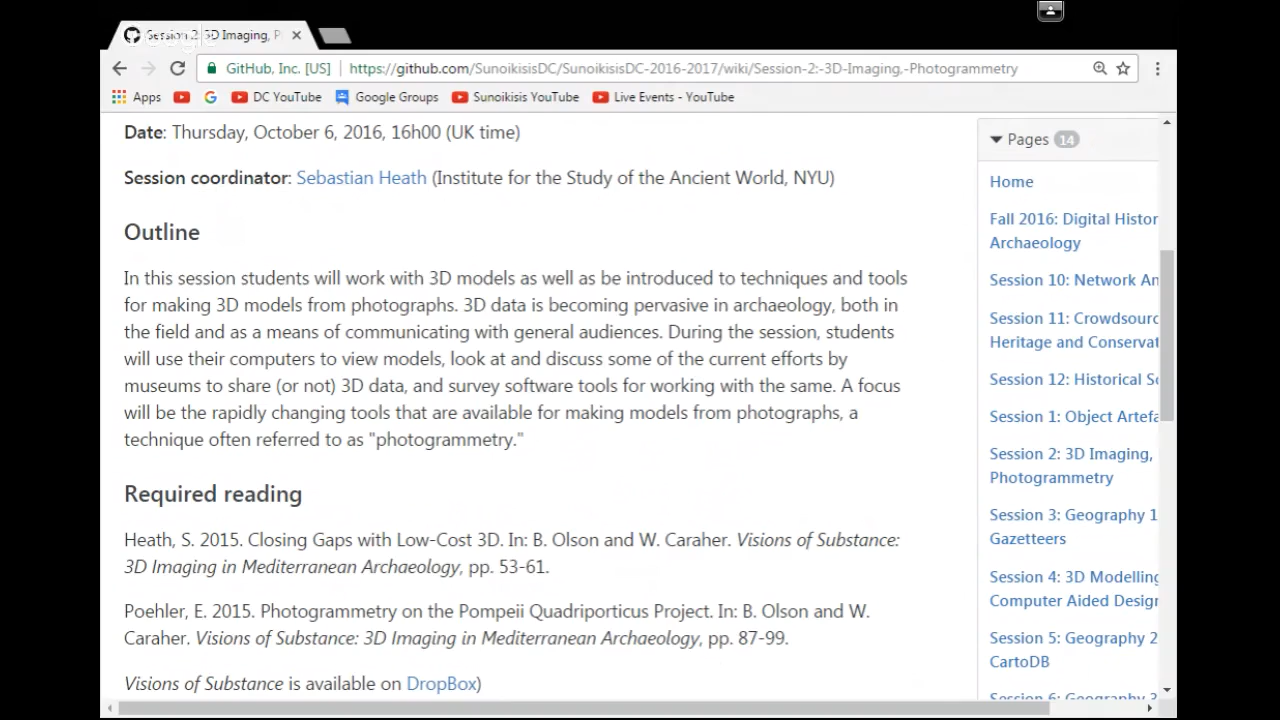 Session 2: 3D Imaging, P
GitHub, Inc. [US]
https://github.com/SunoikisisDC/SunoikisisDC-2016-2017/wiki/Session-2:-3D-Imaging,-Photogrammetry
Apps
DC YouTube
Google Groups
Sunoikisis YouTube
Live Events - YouTube
Date: Thursday, October 6, 2016, 16h00 (UK time)
Session coordinator: Sebastian Heath (Institute for the Study of the Ancient World, NYU)
Outline
In this session students will work with 3D models as well as be introduced to techniques and tools
for making 3D models from photographs. 3D data is becoming pervasive in archaeology, both in
the field and as a means of communicating with general audiences. During the session, students
will use their computers to view models, look at and discuss some of the current efforts by
museums to share (or not) 3D data, and survey software tools for working with the same. A focus
will be the rapidly changing tools that are available for making models from photographs, a
technique often referred to as "photogrammetry."
Required reading
Heath, S. 2015. Closing Gaps with Low-Cost 3D. In: B. Olson and W. Caraher. Visions of Substance:
3D Imaging in Mediterranean Archaeology, pp. 53-61.
Poehler, E. 2015. Photogrammetry on the Pompeii Quadriporticus Project. In: B. Olson and W.
Caraher. Visions of Substance: 3D Imaging in Mediterranean Archaeology, pp. 87-99.
Visions of Substance is available on DropBox)
Pages 14
Home
Fall 2016: Digital Histor
Archaeology
Session 10: Network An
Session 11: Crowdsourc
Heritage and Conservat
Session 12: Historical So
Session 1: Object Artefa
Session 2: 3D Imaging,
Photogrammetry
Session 3: Geography 1
Gazetteers
Session 4: 3D Modelling
Computer Aided Design
Session 5: Geography 2
CartoDB
Session 6: Geography 3